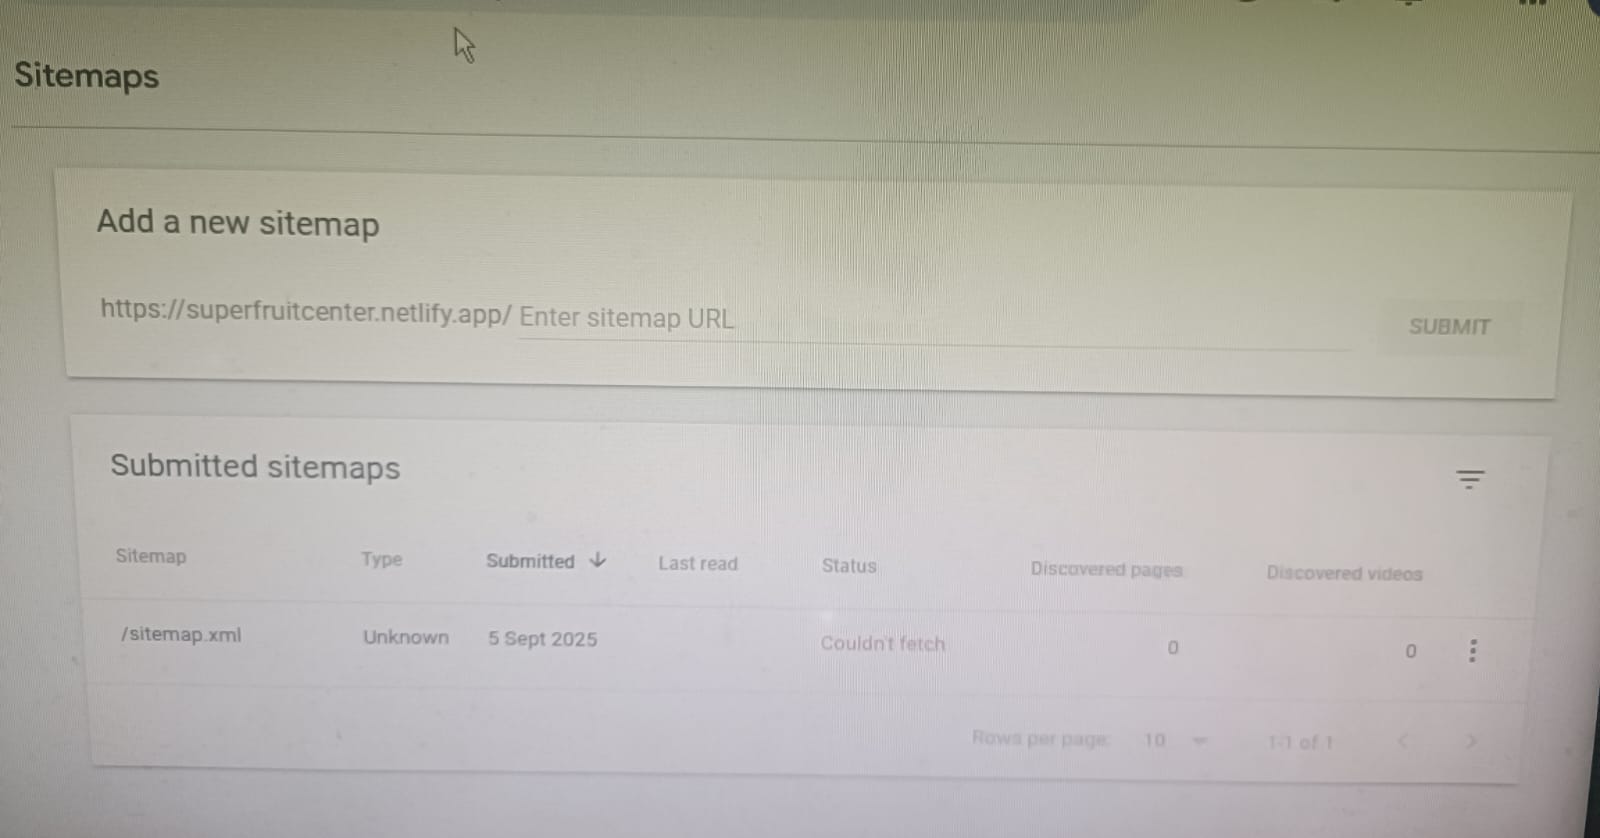 Sitemaps
Add a new sitemap
https://superfruitcenter.netlify.app/ Enter sitemap URL
SUBMIT
Submitted sitemaps
Sitemap Type Submitted Last read Status Discovered pages Discovered videos
/sitemap.xml Unknown 5 Sept 2025 Couldn't fetch 0 0
Rows per page: 10 1-1 of 1